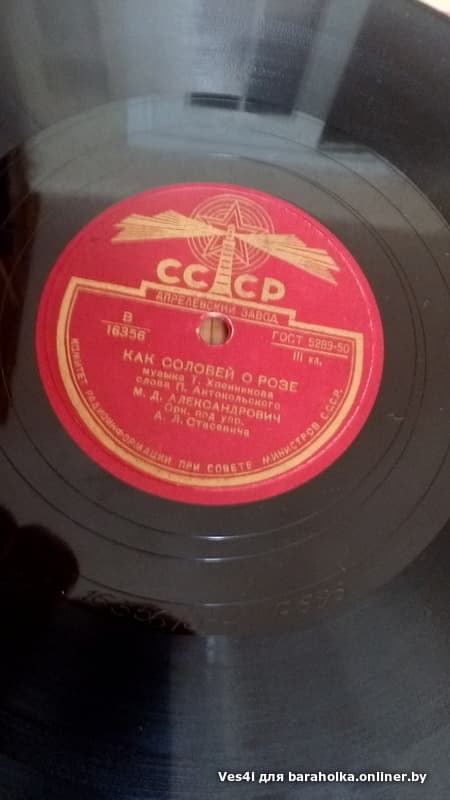 СССР
АПРЕЛЕВСКИЙ ЗАВОД
В
16356
ГОСТ 5289-50
III кл.
КАК СОЛОВЕЙ О РОЗЕ
музыка Т. Хренникова
слова П. Антокольского
М. Д. АЛЕКСАНДРОВИЧ
Орк. под упр.
А. Л. Стасевича
КОМИТЕТ РАДИОИНФОРМАЦИИ ПРИ СОВЕТЕ МИНИСТРОВ СССР.
Ves4l для baraholka.onliner.by